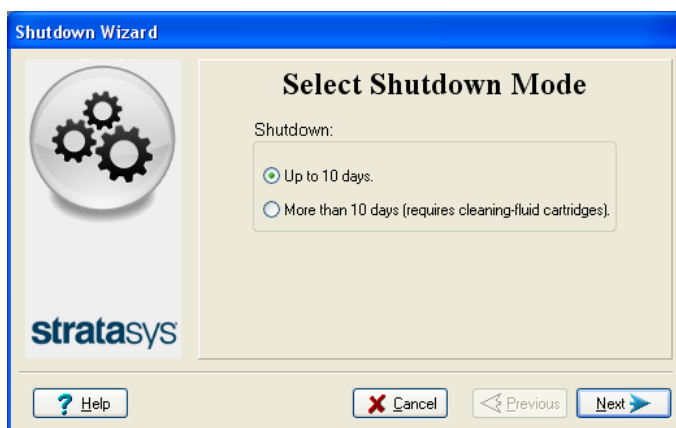 Shutdown Wizard
Select Shutdown Mode
Shutdown:
Up to 10 days.
More than 10 days (requires cleaning-fluid cartridges).
stratasys
? Help
Cancel
Previous
Next